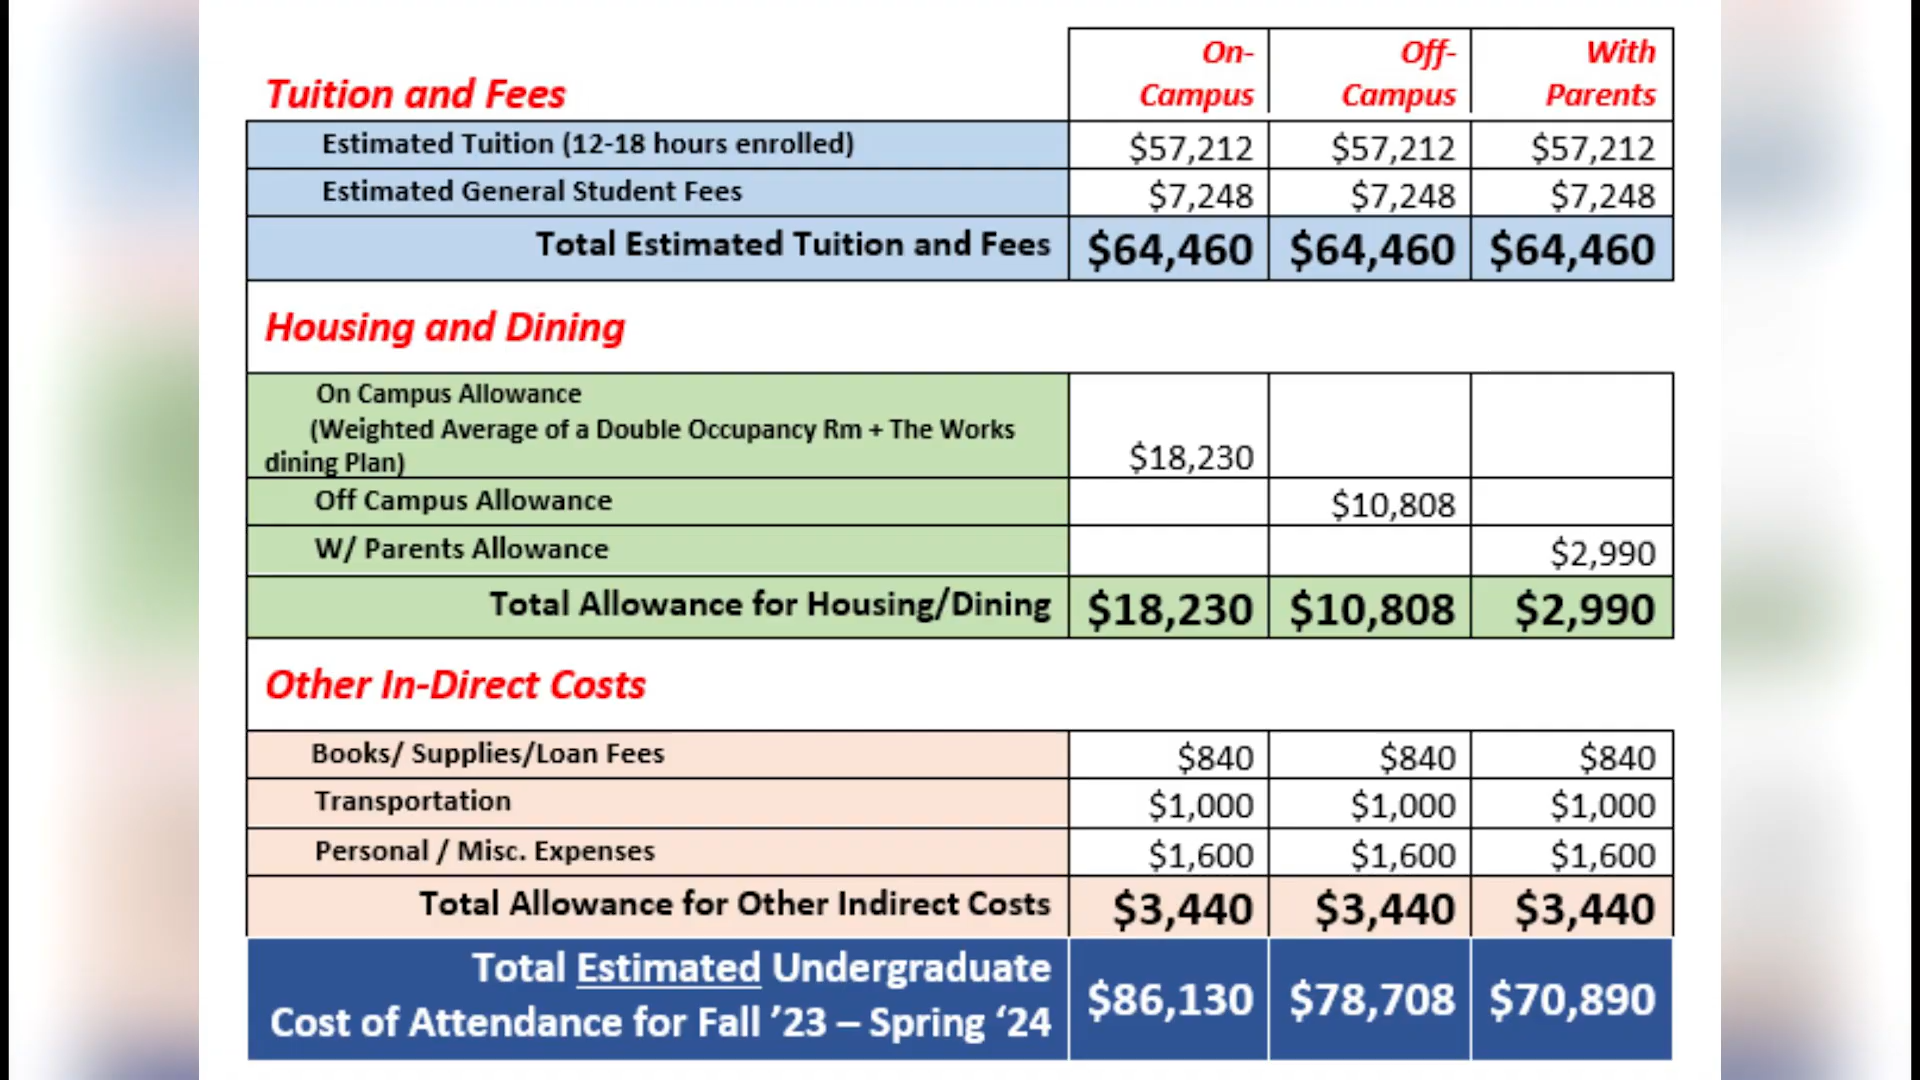 On- Off- With
Tuition and Fees Campus Campus Parents
Estimated Tuition (12-18 hours enrolled) $57,212 $57,212 $57,212
Estimated General Student Fees $7,248 $7,248 $7,248
Total Estimated Tuition and Fees $64,460 $64,460 $64,460
Housing and Dining
On Campus Allowance
(Weighted Average of a Double Occupancy Rm + The Works
dining Plan) $18,230
Off Campus Allowance $10,808
W/ Parents Allowance $2,990
Total Allowance for Housing/Dining $18,230 $10,808 $2,990
Other In-Direct Costs
Books/ Supplies/Loan Fees $840 $840 $840
Transportation $1,000 $1,000 $1,000
Personal / Misc. Expenses $1,600 $1,600 $1,600
Total Allowance for Other Indirect Costs $3,440 $3,440 $3,440
Total Estimated Undergraduate
Cost of Attendance for Fall ’23 – Spring ‘24 $86,130 $78,708 $70,890